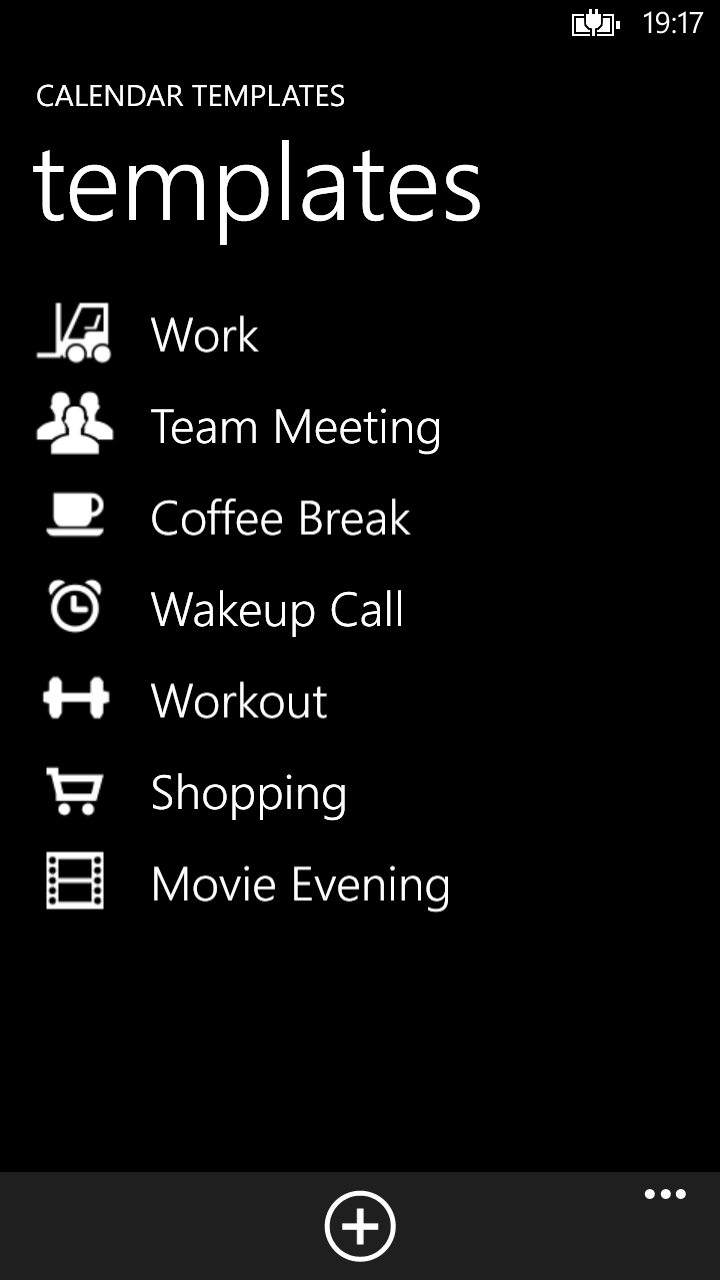 19:17
CALENDAR TEMPLATES
templates
Work
Team Meeting
Coffee Break
Wakeup Call
Workout
Shopping
Movie Evening